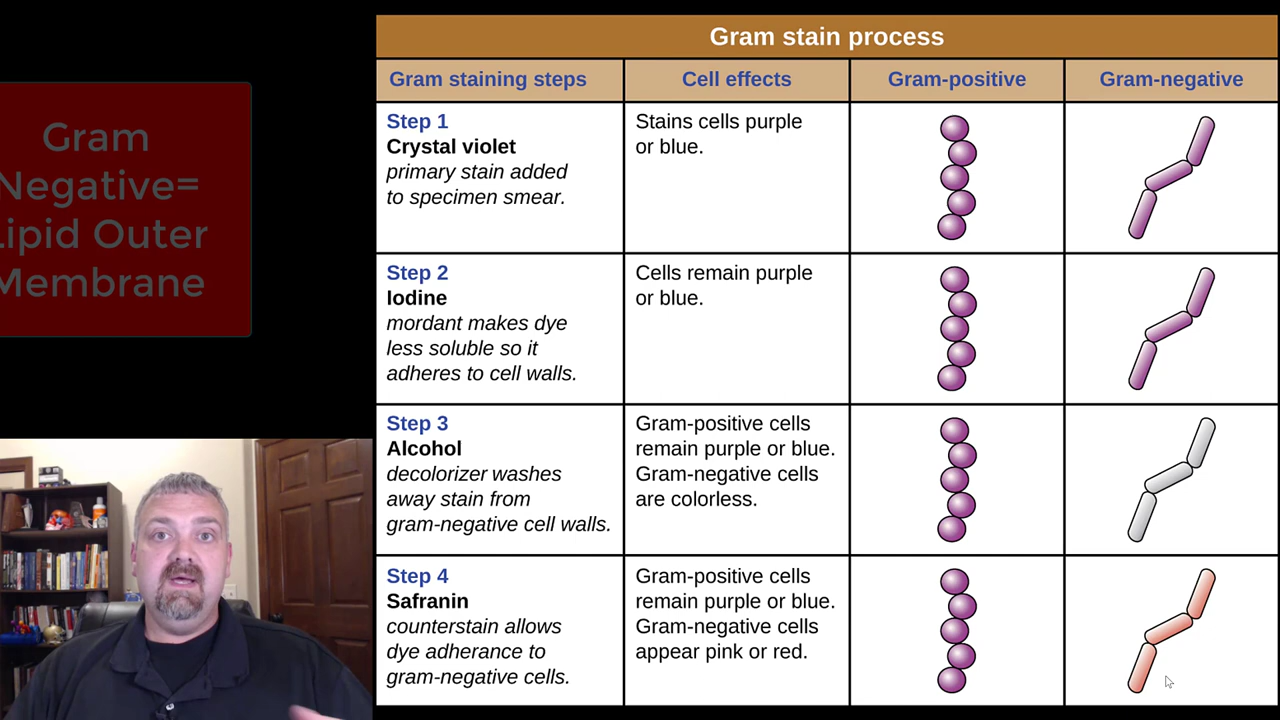 Gram
Negative=
Lipid Outer
Membrane
Gram stain process
Gram staining steps
Cell effects
Gram-positive
Gram-negative
Step 1
Crystal violet
primary stain added
to specimen smear.
Stains cells purple
or blue.
Step 2
Iodine
mordant makes dye
less soluble so it
adheres to cell walls.
Cells remain purple
or blue.
Step 3
Alcohol
decolorizer washes
away stain from
gram-negative cell walls.
Gram-positive cells
remain purple or blue.
Gram-negative cells
are colorless.
Step 4
Safranin
counterstain allows
dye adherance to
gram-negative cells.
Gram-positive cells
remain purple or blue.
Gram-negative cells
appear pink or red.